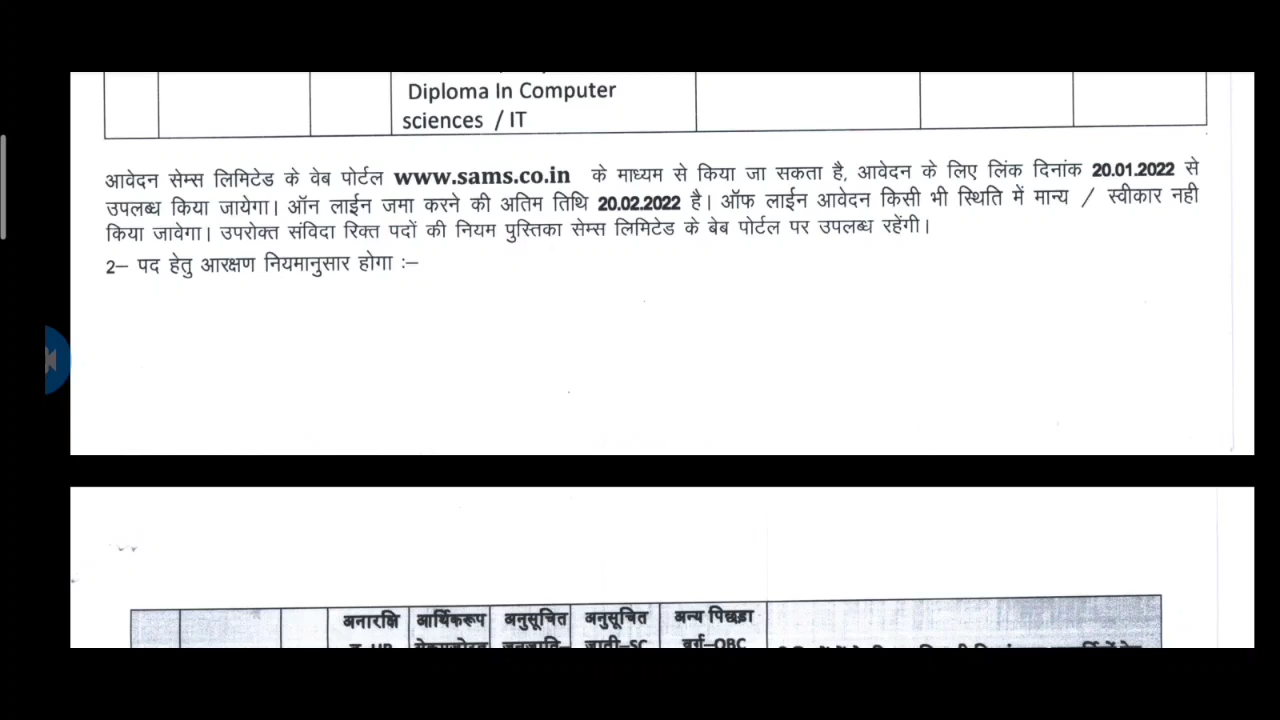 Diploma In Computer
sciences / IT
आवेदन सेम्स लिमिटेड के वेब पोर्टल www.sams.co.in के माध्यम से किया जा सकता है, आवेदन के लिए लिंक दिनांक 20.01.2022 से
उपलब्ध किया जायेगा। ऑन लाईन जमा करने की अतिम तिथि 20.02.2022 है। ऑफ लाईन आवेदन किसी भी स्थिति में मान्य / स्वीकार नही
किया जावेगा। उपरोक्त संविदा रिक्त पदों की नियम पुस्तिका सेम्स लिमिटेड के बेब पोर्टल पर उपलब्ध रहेंगी।
2– पद हेतु आरक्षण नियमानुसार होगा :–
अनारक्षि आर्थिकरूप अनुसूचित अनुसूचित अन्य पिछड़ा